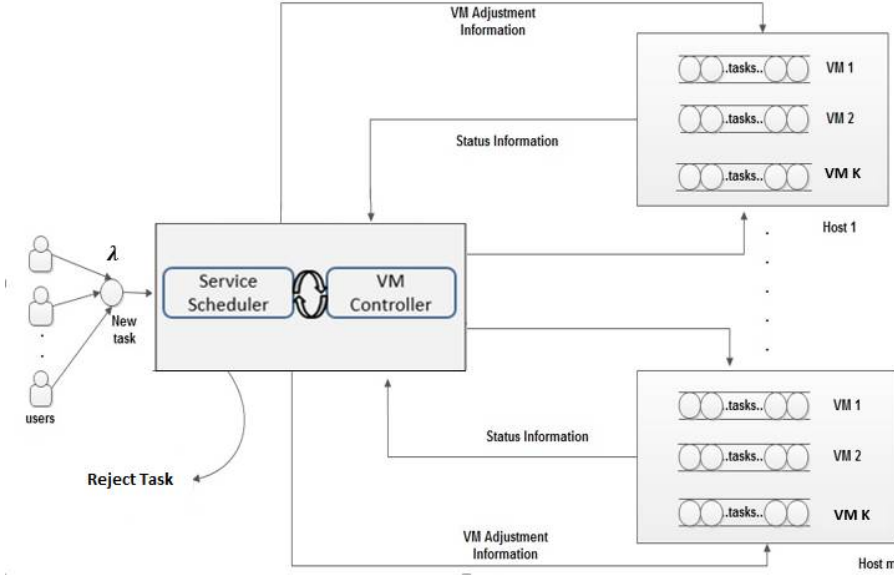 VM Adjustment
Information
..tasks..
VM 1
..tasks..
VM 2
Status Information
..tasks..
VM K
Host 1
λ
Service
Scheduler
VM
Controller
New
task
users
..tasks..
VM 1
Status Information
..tasks..
VM 2
Reject Task
..tasks..
VM K
VM Adjustment
Information
Host m